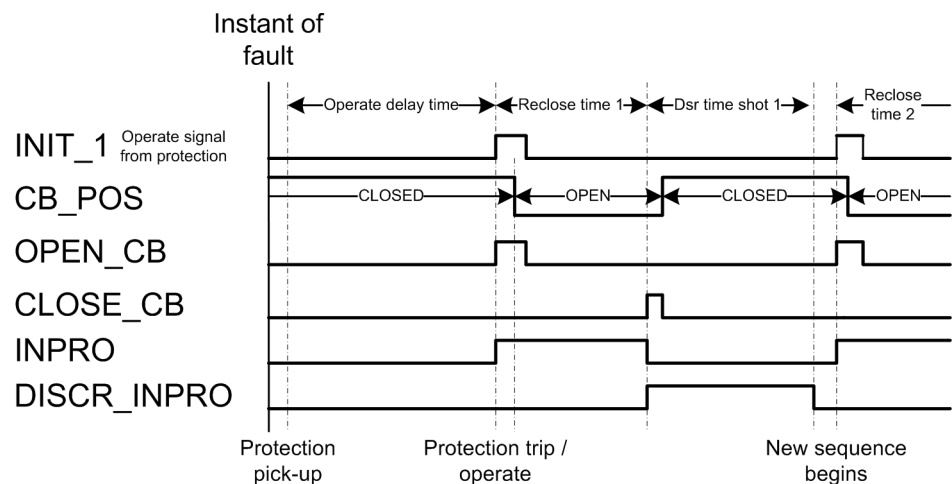 Instant of
fault
Operate delay time
Reclose time 1
Dsr time shot 1
Reclose
time 2
INIT_1
Operate signal
from protection
CLOSED
OPEN
CLOSED
OPEN
CB_POS
OPEN_CB
CLOSE_CB
INPRO
DISCR_INPRO
Protection
pick-up
Protection trip /
operate
New sequence
begins